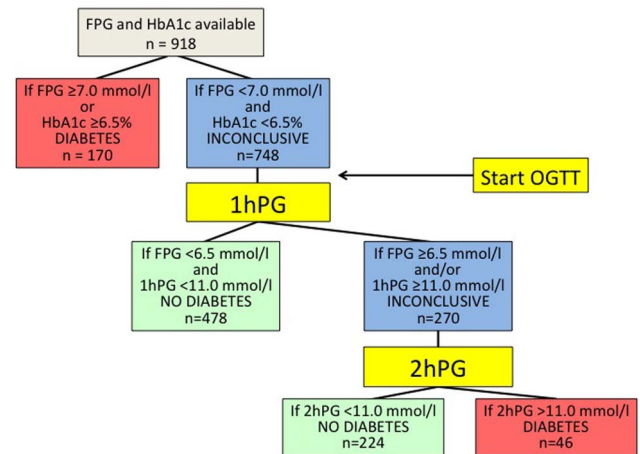 FPG and HbA1c available
n = 918
If FPG ≥7.0 mmol/l
or
HbA1c ≥6.5%
DIABETES
n = 170
If FPG <7.0 mmol/l
and
HbA1c <6.5%
INCONCLUSIVE
n=748
Start OGTT
1hPG
If FPG <6.5 mmol/l
and
1hPG <11.0 mmol/l
NO DIABETES
n=478
If FPG ≥6.5 mmol/l
and/or
1hPG ≥11.0 mmol/l
INCONCLUSIVE
n=270
2hPG
If 2hPG <11.0 mmol/l
NO DIABETES
n=224
If 2hPG >11.0 mmol/l
DIABETES
n=46